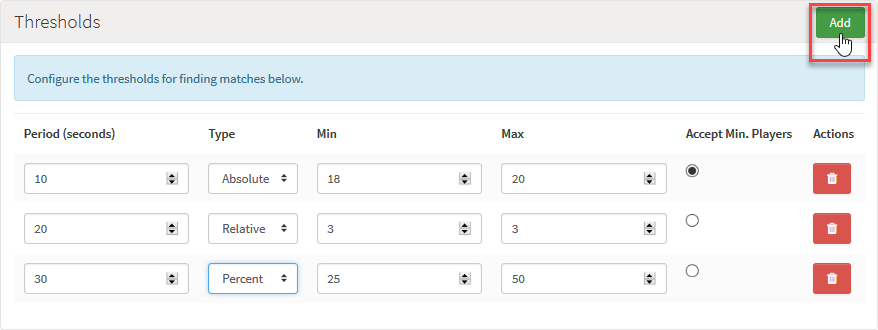 Thresholds Add
Configure the thresholds for finding matches below.
Period (seconds) Type Min Max Accept Min. Players Actions
10 Absolute 18 20
20 Relative 3 3
30 Percent 25 50